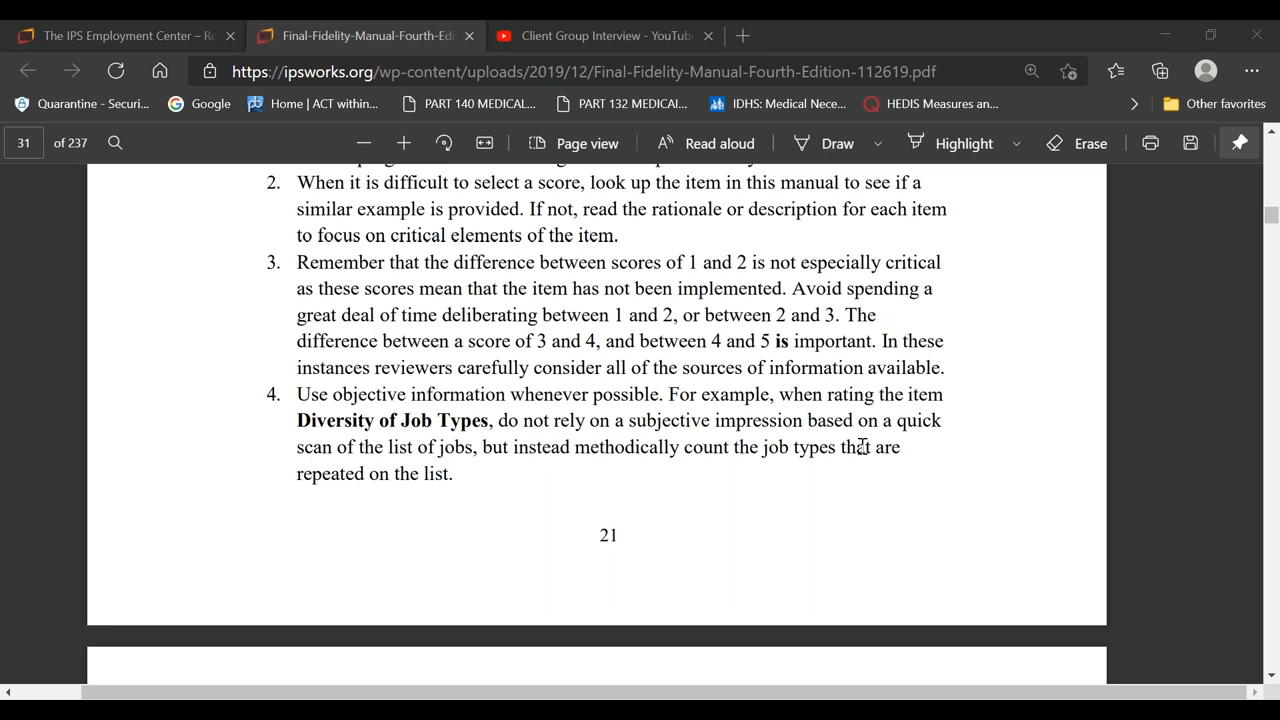 The IPS Employment Center – Re
Final-Fidelity-Manual-Fourth-Edi
Client Group Interview - YouTub
https://ipsworks.org/wp-content/uploads/2019/12/Final-Fidelity-Manual-Fourth-Edition-112619.pdf
Quarantine - Securi...
Google
Home | ACT within...
PART 140 MEDICAL...
PART 132 MEDICAI...
IDHS: Medical Nece...
HEDIS Measures an...
Other favorites
31 of 237
Page view
Read aloud
Draw
Highlight
Erase
2. When it is difficult to select a score, look up the item in this manual to see if a
similar example is provided. If not, read the rationale or description for each item
to focus on critical elements of the item.
3. Remember that the difference between scores of 1 and 2 is not especially critical
as these scores mean that the item has not been implemented. Avoid spending a
great deal of time deliberating between 1 and 2, or between 2 and 3. The
difference between a score of 3 and 4, and between 4 and 5 is important. In these
instances reviewers carefully consider all of the sources of information available.
4. Use objective information whenever possible. For example, when rating the item
Diversity of Job Types, do not rely on a subjective impression based on a quick
scan of the list of jobs, but instead methodically count the job types that are
repeated on the list.
21